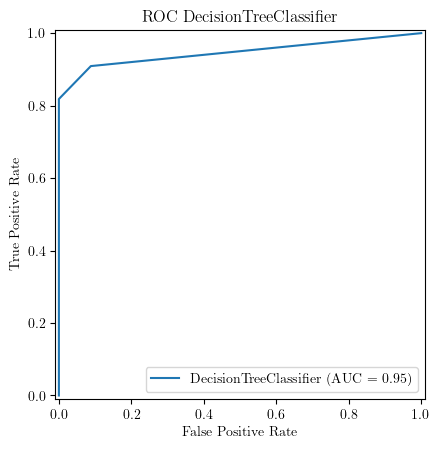 ROC DecisionTreeClassifier
1.0
0.8
0.6
0.4
0.2
0.0
True Positive Rate
DecisionTreeClassifier (AUC = 0.95)
0.0 0.2 0.4 0.6 0.8 1.0
False Positive Rate